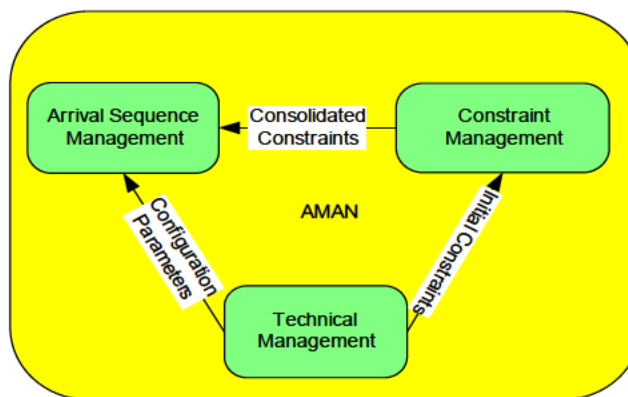 Arrival Sequence
Management
Consolidated
Constraints
Constraint
Management
AMAN
Configuration
Parameters
Initial Constraints
Technical
Management